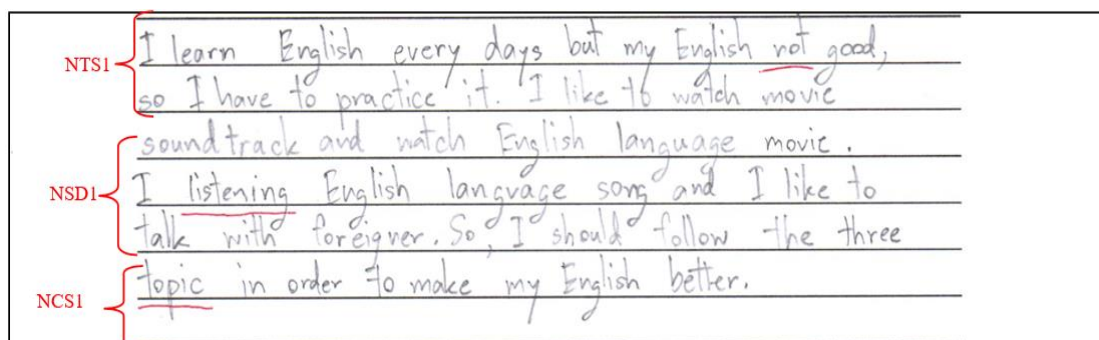 NTS1
I learn English every days but my English not good,
so I have to practice it. I like to watch movie
soundtrack and watch English language movie.
NSD1
I listening English language song and I like to
talk with foreigner. So, I should follow the three
NCS1
topic in order to make my English better.